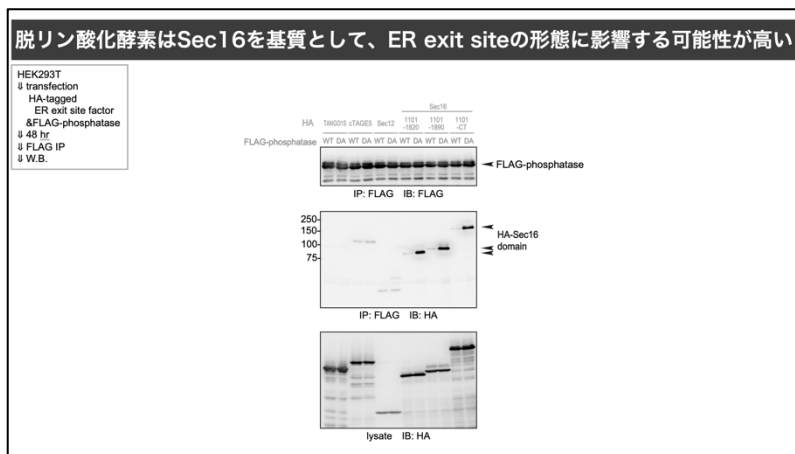 脱リン酸化酵素はSec16を基質として、ER exit siteの形態に影響する可能性が高い
HEK293T
⇓ transfection
HA-tagged
ER exit site factor
&FLAG-phosphatase
⇓ 48 hr
⇓ FLAG IP
⇓ W.B.
Sec16
HA TANGO1S cTAGE5 Sec12 1101 -1820 1101 -1890 1101 -CT
FLAG-phosphatase WT DA WT DA WT DA WT DA WT DA WT DA
FLAG-phosphatase
IP: FLAG IB: FLAG
250
150
100
75
HA-Sec16
domain
IP: FLAG IB: HA
lysate IB: HA